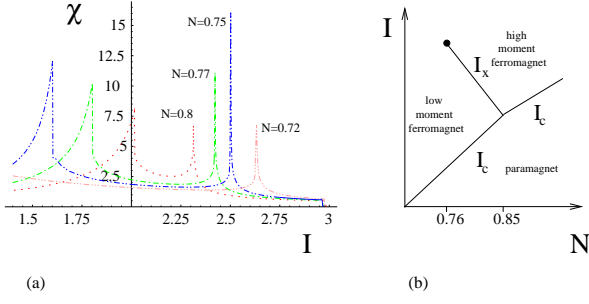 χ
15
12.5
10
7.5
5
2.5
N=0.75
N=0.77
N=0.8
N=0.72
1.5
1.75
2.25
2.5
2.75
3
I
(a)
I
high
moment
ferromagnet
I_x
I_c
low
moment
ferromagnet
I_c
paramagnet
0.76
0.85
N
(b)